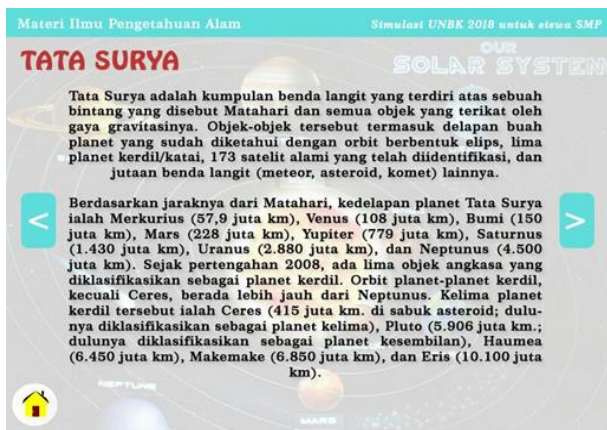 Materi Ilmu Pengetahuan Alam
Simulasi UNBK 2018 untuk siswa SMP
TATA SURYA
OUR
SOLAR SYSTEM
Tata Surya adalah kumpulan benda langit yang terdiri atas sebuah
bintang yang disebut Matahari dan semua objek yang terikat oleh
gaya gravitasinya. Objek-objek tersebut termasuk delapan buah
planet yang sudah diketahui dengan orbit berbentuk elips, lima
planet kerdil/katai, 173 satelit alami yang telah diidentifikasi, dan
jutaan benda langit (meteor, asteroid, komet) lainnya.
Berdasarkan jaraknya dari Matahari, kedelapan planet Tata Surya
ialah Merkurius (57,9 juta km), Venus (108 juta km), Bumi (150
juta km), Mars (228 juta km), Yupiter (779 juta km), Saturnus
(1.430 juta km), Uranus (2.880 juta km), dan Neptunus (4.500
juta km). Sejak pertengahan 2008, ada lima objek angkasa yang
diklasifikasikan sebagai planet kerdil. Orbit planet-planet kerdil,
kecuali Ceres, berada lebih jauh dari Neptunus. Kelima planet
kerdil tersebut ialah Ceres (415 juta km. di sabuk asteroid; dulu-
nya diklasifikasikan sebagai planet kelima), Pluto (5.906 juta km.;
dulunya diklasifikasikan sebagai planet kesembilan), Haumea
(6.450 juta km), Makemake (6.850 juta km), dan Eris (10.100 juta
km).
<
>
NEPTUNE
MARS